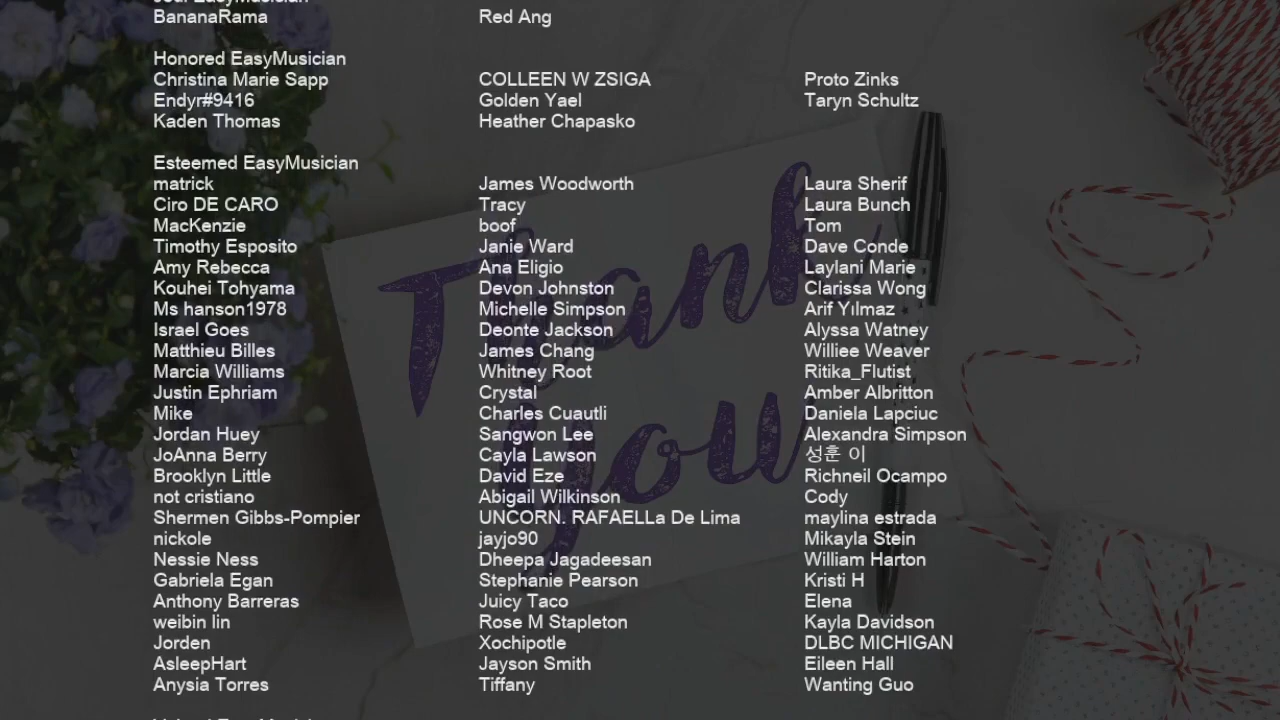 BananaRama Red Ang
Honored EasyMusician
Christina Marie Sapp COLLEEN W ZSIGA Proto Zinks
Endyr#9416 Golden Yael Taryn Schultz
Kaden Thomas Heather Chapasko
Esteemed EasyMusician
matrick James Woodworth Laura Sherif
Ciro DE CARO Tracy Laura Bunch
MacKenzie boof Tom
Timothy Esposito Janie Ward Dave Conde
Amy Rebecca Ana Eligio Laylani Marie
Kouhei Tohyama Devon Johnston Clarissa Wong
Ms hanson1978 Michelle Simpson Arif Yılmaz
Israel Goes Deonte Jackson Alyssa Watney
Matthieu Billes James Chang Williee Weaver
Marcia Williams Whitney Root Ritika_Flutist
Justin Ephriam Crystal Amber Albritton
Mike Charles Cuautli Daniela Lapciuc
Jordan Huey Sangwon Lee Alexandra Simpson
JoAnna Berry Cayla Lawson 성훈 이
Brooklyn Little David Eze Richneil Ocampo
not cristiano Abigail Wilkinson Cody
Shermen Gibbs-Pompier UNCORN. RAFAELLa De Lima maylina estrada
nickole jayjo90 Mikayla Stein
Nessie Ness Dheepa Jagadeesan William Harton
Gabriela Egan Stephanie Pearson Kristi H
Anthony Barreras Juicy Taco Elena
weibin lin Rose M Stapleton Kayla Davidson
Jorden Xochipotle DLBC MICHIGAN
AsleepHart Jayson Smith Eileen Hall
Anysia Torres Tiffany Wanting Guo
Thank
You